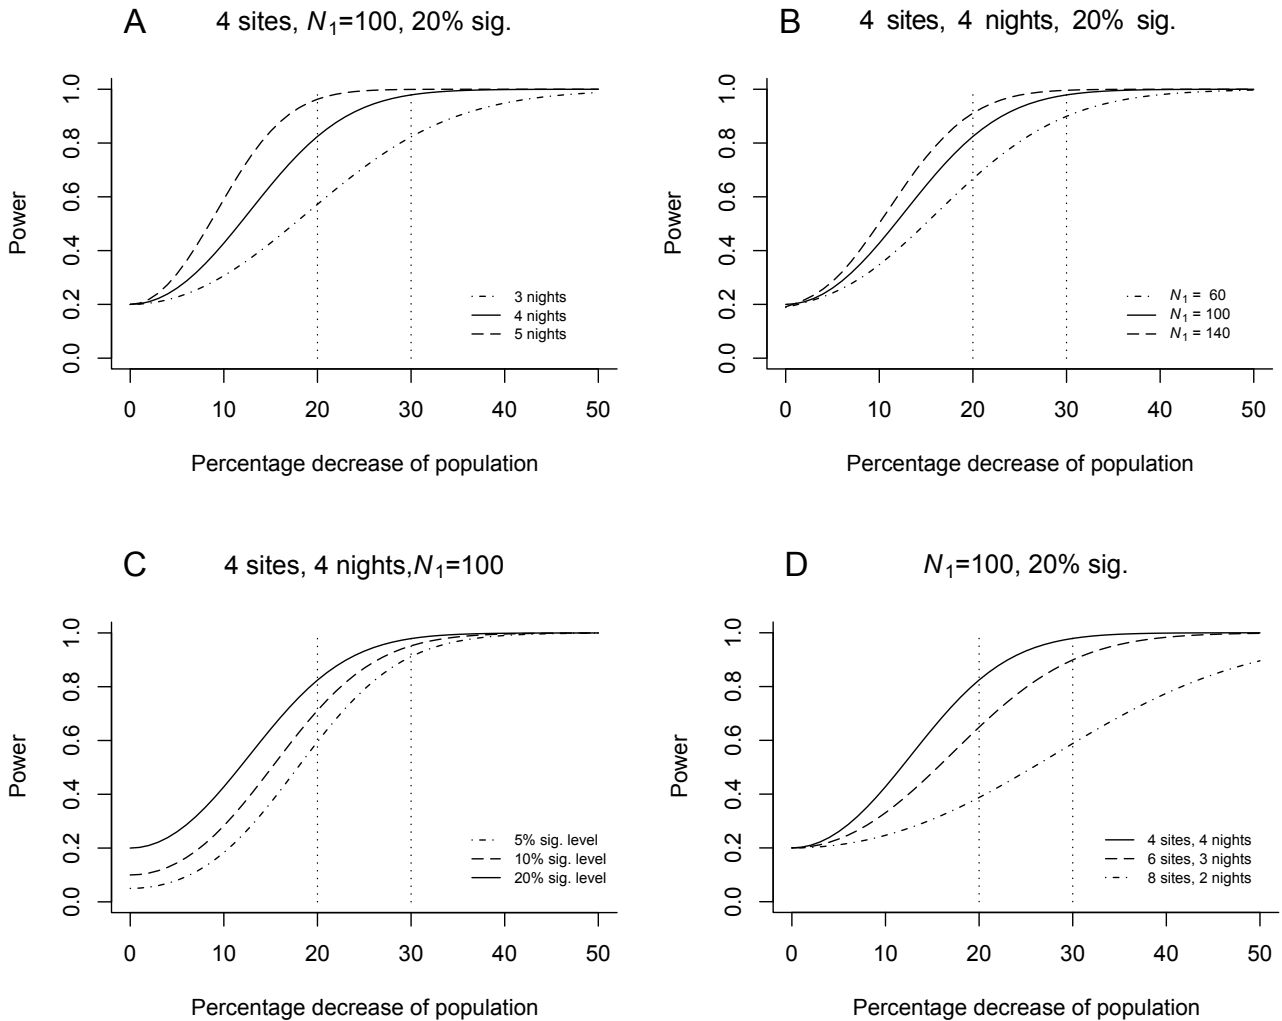 A 4 sites, N1=100, 20% sig.
Power
1.0
0.8
0.6
0.4
0.2
0.0
3 nights
4 nights
5 nights
0 10 20 30 40 50
Percentage decrease of population
B 4 sites, 4 nights, 20% sig.
Power
1.0
0.8
0.6
0.4
0.2
0.0
N1 = 60
N1 = 100
N1 = 140
0 10 20 30 40 50
Percentage decrease of population
C 4 sites, 4 nights,N1=100
Power
1.0
0.8
0.6
0.4
0.2
0.0
5% sig. level
10% sig. level
20% sig. level
0 10 20 30 40 50
Percentage decrease of population
D N1=100, 20% sig.
Power
1.0
0.8
0.6
0.4
0.2
0.0
4 sites, 4 nights
6 sites, 3 nights
8 sites, 2 nights
0 10 20 30 40 50
Percentage decrease of population